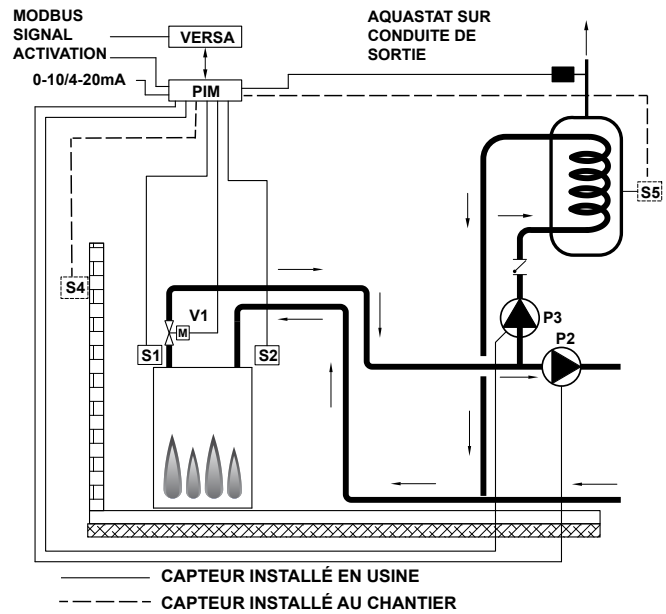 MODBUS
SIGNAL
ACTIVATION
0-10/4-20mA
VERSA
PIM
AQUASTAT SUR
CONDUITE DE
SORTIE
S5
S4
V1
M
S1
S2
P3
P2
CAPTEUR INSTALLÉ EN USINE
CAPTEUR INSTALLÉ AU CHANTIER